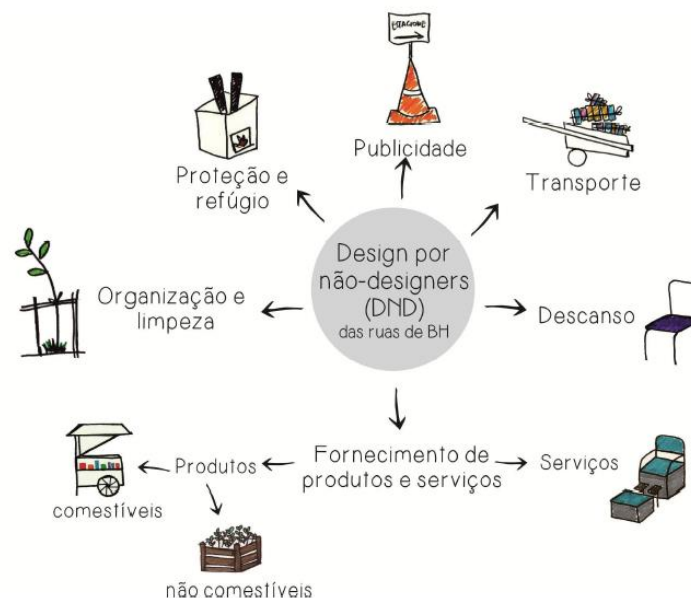 ESTACIONE
Publicidade
Proteção e
refúgio
Transporte
Design por
não-designers
(DND)
das ruas de BH
Organização e
limpeza
Descanso
Fornecimento de
produtos e serviços
Produtos
Serviços
comestíveis
não comestíveis